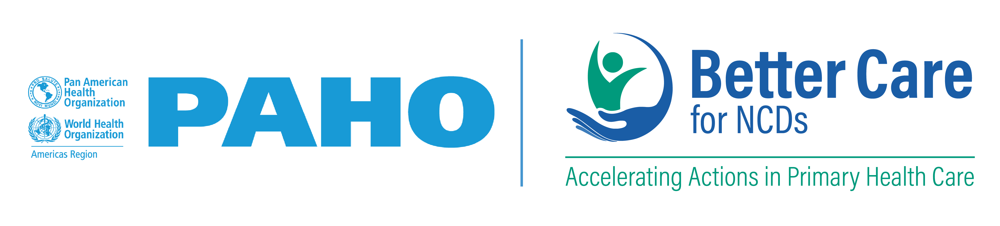 PRO SALUTE
NOVI MUNDI
Pan American
Health
Organization
World Health
Organization
Americas Region
PAHO
Better Care
for NCDs
Accelerating Actions in Primary Health Care